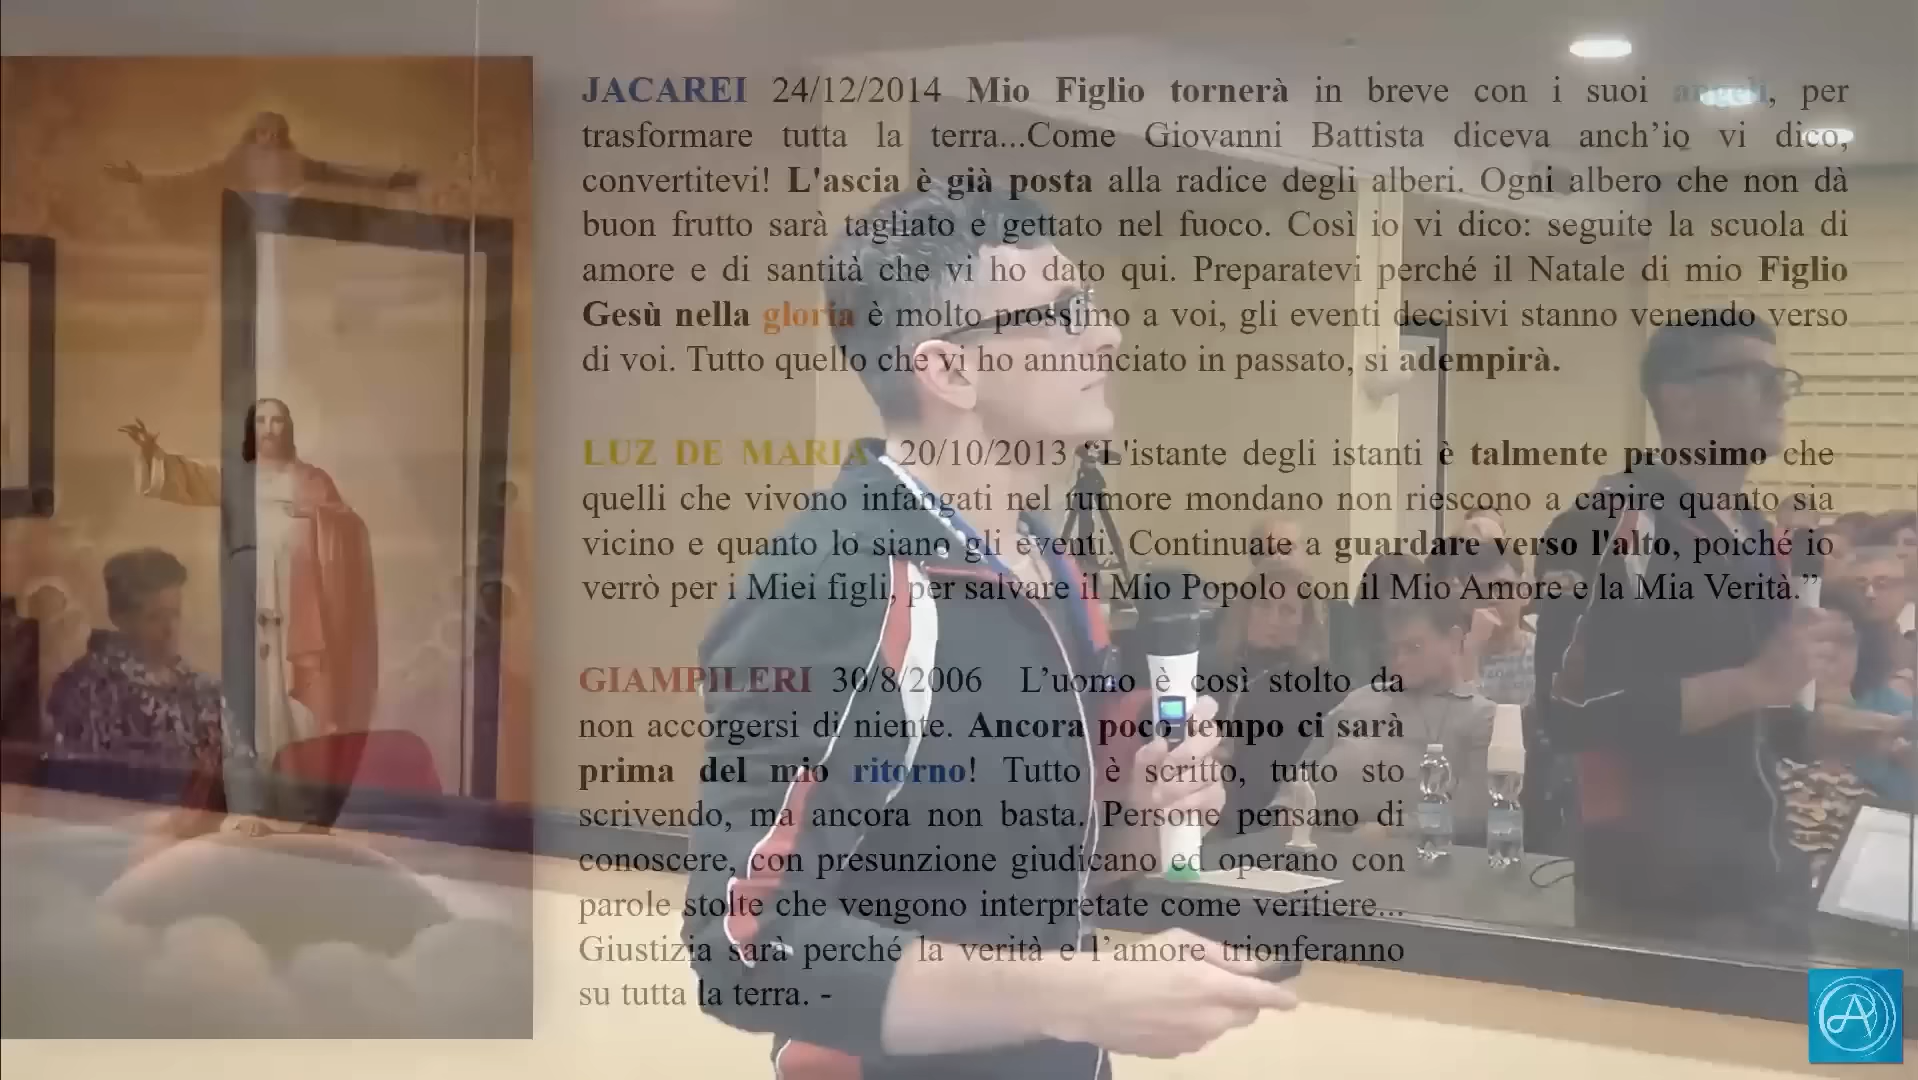 JACAREI 24/12/2014 Mio Figlio tornerà in breve con i suoi angeli, per
trasformare tutta la terra...Come Giovanni Battista diceva anch’io vi dico,
convertitevi! L'ascia è già posta alla radice degli alberi. Ogni albero che non dà
buon frutto sarà tagliato e gettato nel fuoco. Così io vi dico: seguite la scuola di
amore e di santità che vi ho dato qui. Preparatevi perché il Natale di mio Figlio
Gesù nella gloria è molto prossimo a voi, gli eventi decisivi stanno venendo verso
di voi. Tutto quello che vi ho annunciato in passato, si adempirà.
LUZ DE MARIA 20/10/2013 “L'istante degli istanti è talmente prossimo che
quelli che vivono infangati nel rumore mondano non riescono a capire quanto sia
vicino e quanto lo siano gli eventi. Continuate a guardare verso l'alto, poiché io
verrò per i Miei figli, per salvare il Mio Popolo con il Mio Amore e la Mia Verità.”
GIAMPILERI 30/8/2006 L’uomo è così stolto da
non accorgersi di niente. Ancora poco tempo ci sarà
prima del mio ritorno! Tutto è scritto, tutto sto
scrivendo, ma ancora non basta. Persone pensano di
conoscere, con presunzione giudicano ed operano con
parole stolte che vengono interpretate come veritiere...
Giustizia sarà perché la verità e l’amore trionferanno
su tutta la terra. -